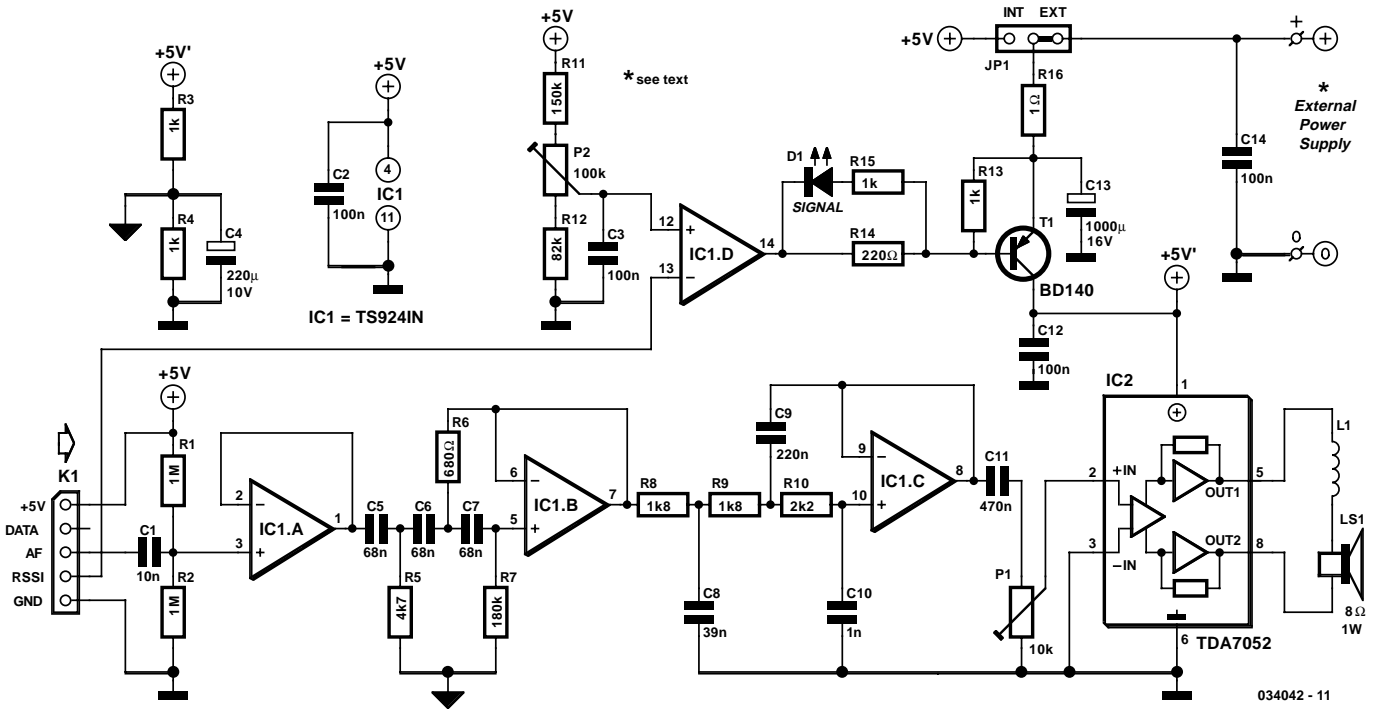 +5V'
R3
1k
R4
1k
C4
220µ
10V
+5V
C2
100n
4
IC1
11
IC1 = TS924IN
+5V
R11
150k
P2
100k
R12
82k
C3
100n
* see text
12
+
13
−
IC1.D
14
D1
SIGNAL
R15
1k
R14
220Ω
R13
1k
+5V
INT EXT
JP1
R16
1Ω
C13
1000µ
16V
T1
BD140
+5V'
C12
100n
C14
100n
+
*
External
Power
Supply
0
0
K1
+5V
DATA
AF
RSSI
GND
+5V
R1
1M
C1
10n
R2
1M
2
−
3
+
IC1.A
1
C5
68n
C6
68n
C7
68n
R5
4k7
R6
680Ω
R7
180k
6
−
5
+
IC1.B
7
R8
1k8
C8
39n
R9
1k8
C9
220n
R10
2k2
C10
1n
9
−
10
+
IC1.C
8
C11
470n
P1
10k
IC2
1
2
+IN
3
−IN
OUT1
5
OUT2
8
6
TDA7052
L1
LS1
8Ω
1W
034042 - 11